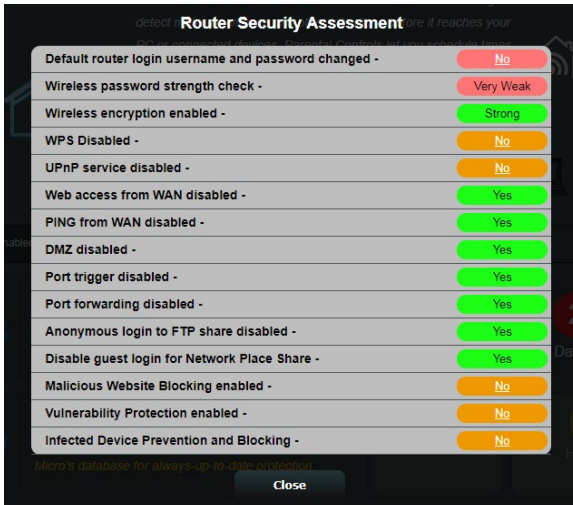 detect
it reaches your
Router Security Assessment
Default router login username and password changed - No
Wireless password strength check - Very Weak
Wireless encryption enabled - Strong
WPS Disabled - No
UPnP service disabled - No
Web access from WAN disabled - Yes
PING from WAN disabled - Yes
DMZ disabled - Yes
Port trigger disabled - Yes
Port forwarding disabled - Yes
Anonymous login to FTP share disabled - Yes
Disable guest login for Network Place Share - Yes
Malicious Website Blocking enabled - No
Vulnerability Protection enabled - No
Infected Device Prevention and Blocking - No
Micro's database for always-up-to-date protection
Close